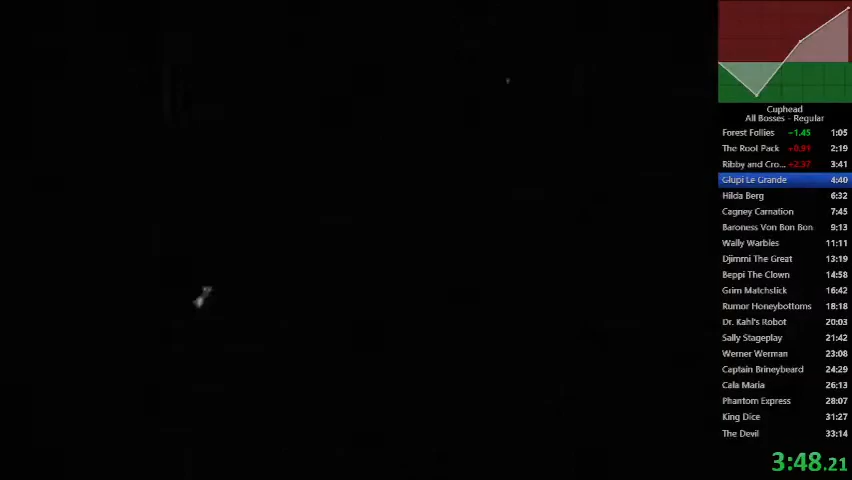 Cuphead
All Bosses - Regular
Forest Follies -1.45 1:05
The Root Pack +0.91 2:19
Ribby and Cro... +2.37 3:41
Glupi Le Grande 4:40
Hilda Berg 6:32
Cagney Carnation 7:45
Baroness Von Bon Bon 9:13
Wally Warbles 11:11
Djimmi The Great 13:19
Beppi The Clown 14:58
Grim Matchstick 16:42
Rumor Honeybottoms 18:18
Dr. Kahl's Robot 20:03
Sally Stageplay 21:42
Werner Werman 23:08
Captain Brineybeard 24:29
Cala Maria 26:13
Phantom Express 28:07
King Dice 31:27
The Devil 33:14
3:48.21